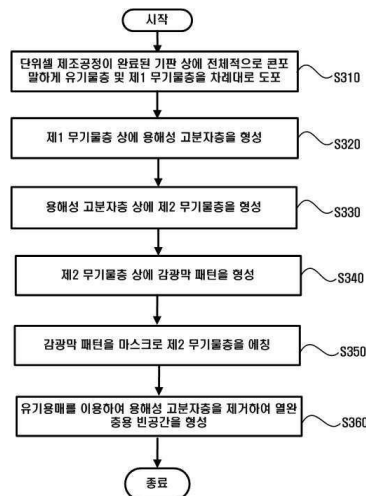 시작
단위셀 제조공정이 완료된 기판 상에 전체적으로 콘포
말하게 유기물층 및 제1 무기물층을 차례대로 도포
S310
제1 무기물층 상에 용해성 고분자층을 형성
S320
용해성 고분자층 상에 제2 무기물층을 형성
S330
제2 무기물층 상에 감광막 패턴을 형성
S340
감광막 패턴을 마스크로 제2 무기물층을 에칭
S350
유기용매를 이용하여 용해성 고분자층을 제거하여 열완
충용 빈공간을 형성
S360
종료